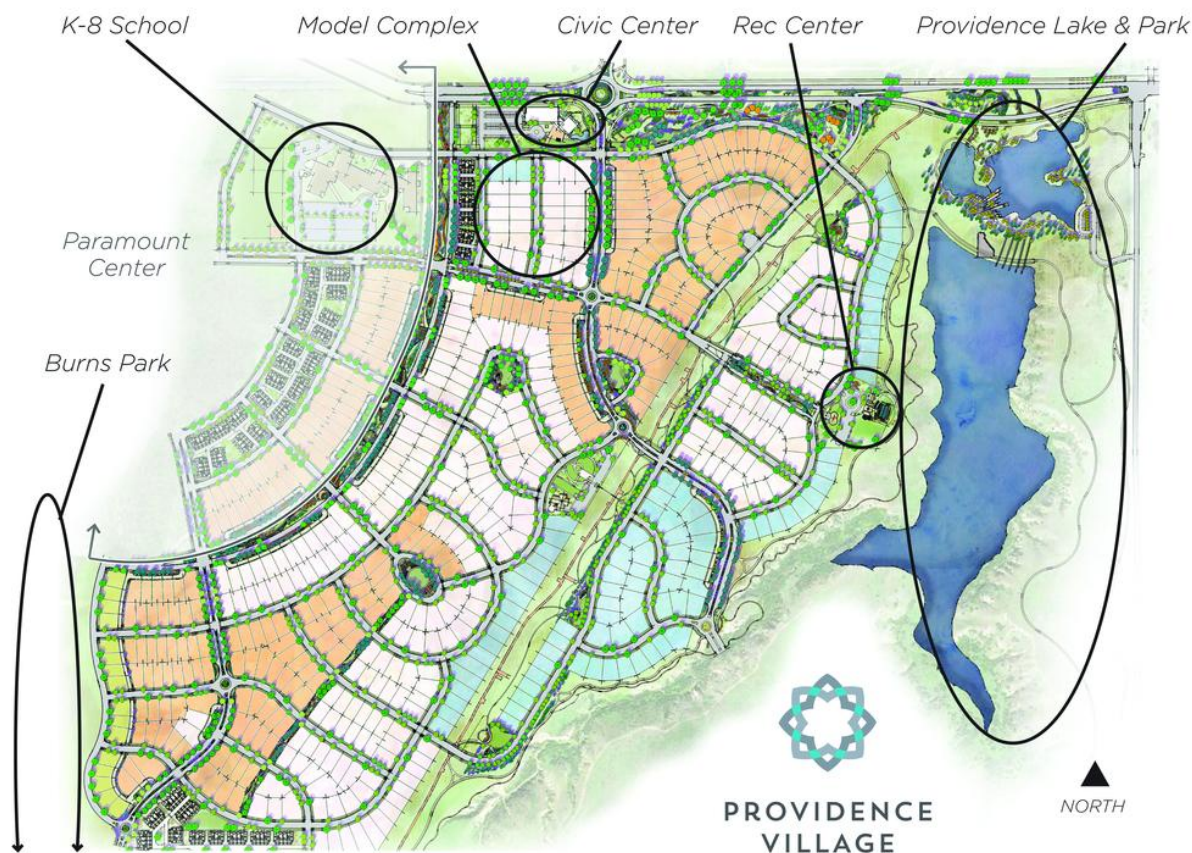 K-8 School
Model Complex
Civic Center
Rec Center
Providence Lake & Park
Paramount
Center
Burns Park
PROVIDENCE
VILLAGE
NORTH